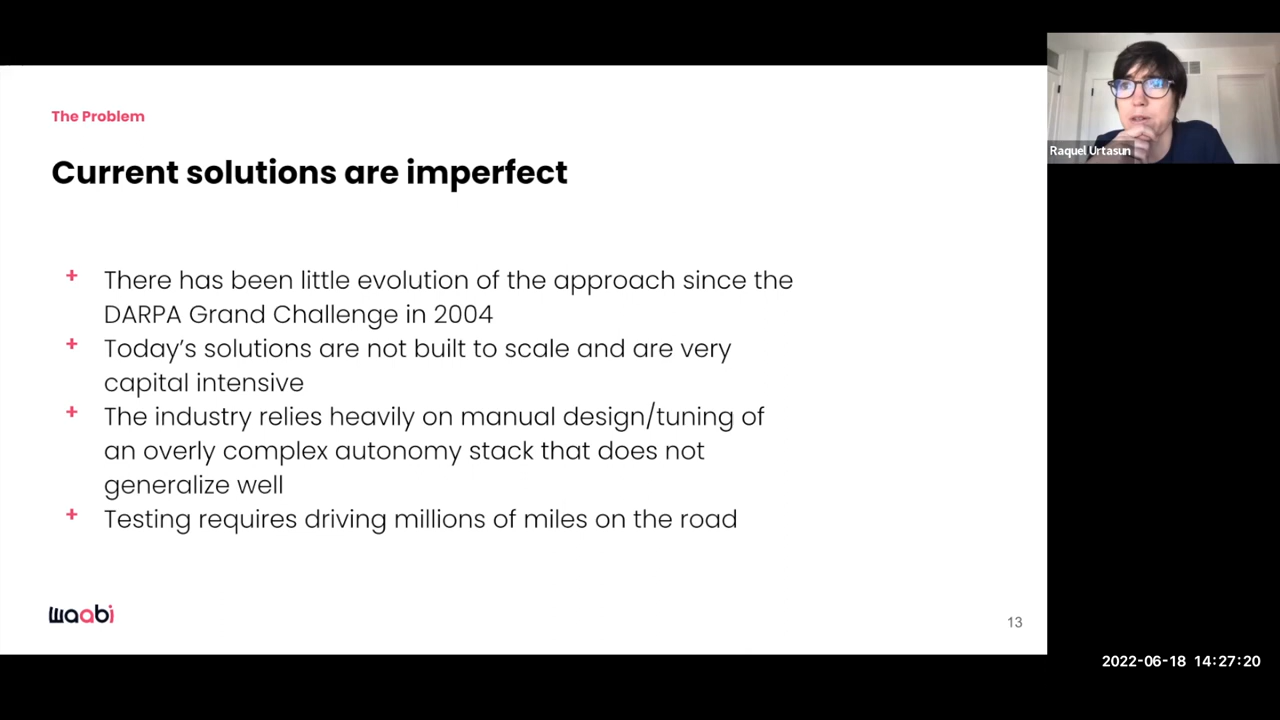 The Problem
Current solutions are imperfect
+ There has been little evolution of the approach since the
DARPA Grand Challenge in 2004
+ Today's solutions are not built to scale and are very
capital intensive
+ The industry relies heavily on manual design/tuning of
an overly complex autonomy stack that does not
generalize well
+ Testing requires driving millions of miles on the road
waabi
13
Raquel Urtasun
2022-06-18 14:27:20